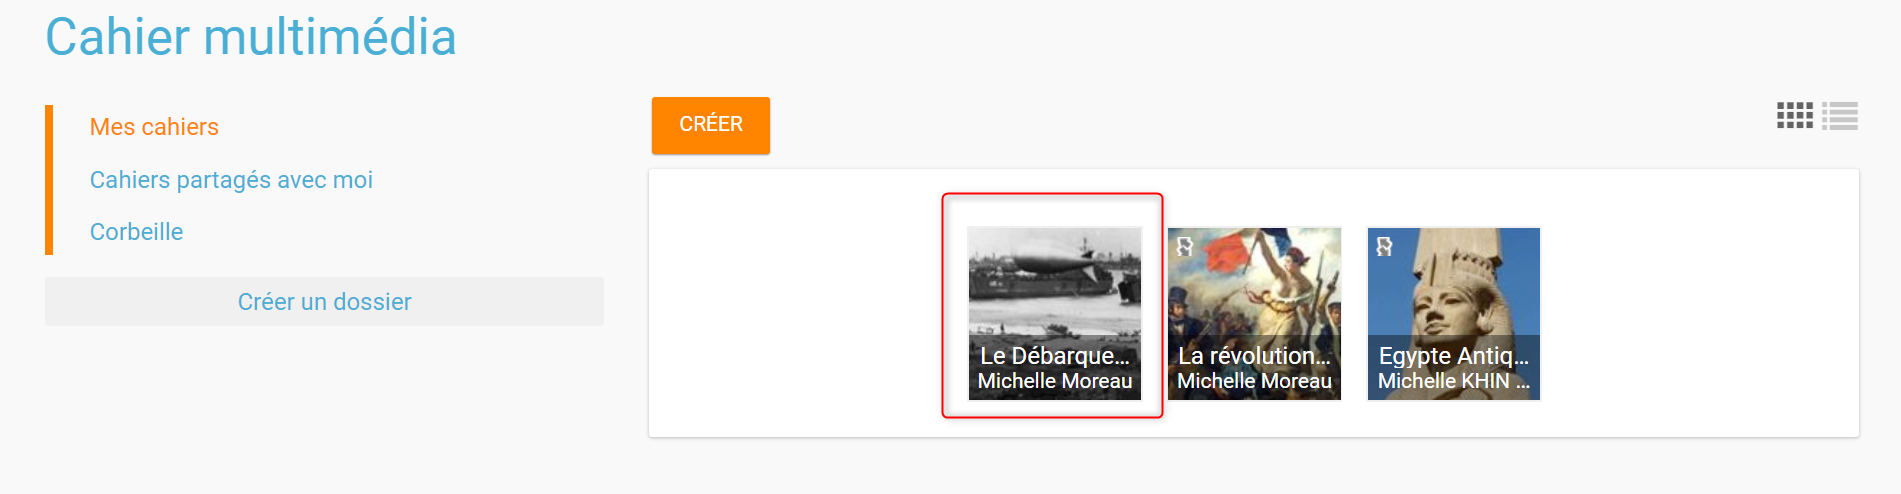 Cahier multimédia
Mes cahiers
Cahiers partagés avec moi
Corbeille
Créer un dossier
CRÉER
Le Débarque...
Michelle Moreau
La révolution...
Michelle Moreau
Egypte Antiq...
Michelle KHIN ...